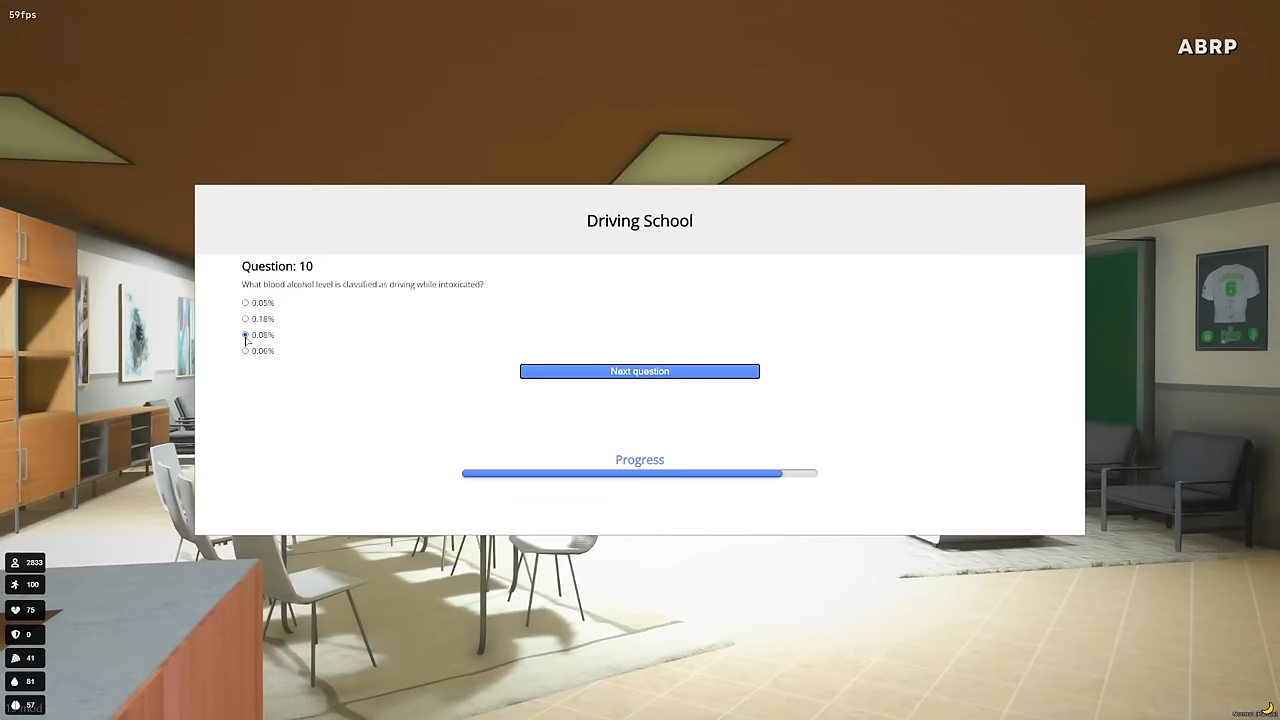 59fps
ABRP
Driving School
Question: 10
What blood alcohol level is classified as driving while intoxicated?
0.05%
0.18%
0.08%
0.06%
Next question
Progress
6
2833
100
75
0
41
81
57